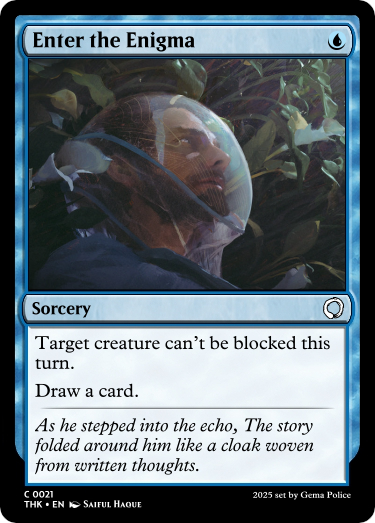 Enter the Enigma
Sorcery
Target creature can't be blocked this
turn.
Draw a card.
As he stepped into the echo, The story
folded around him like a cloak woven
from written thoughts.
C 0021
THK • EN Saiful Haque
2025 set by Gema Police